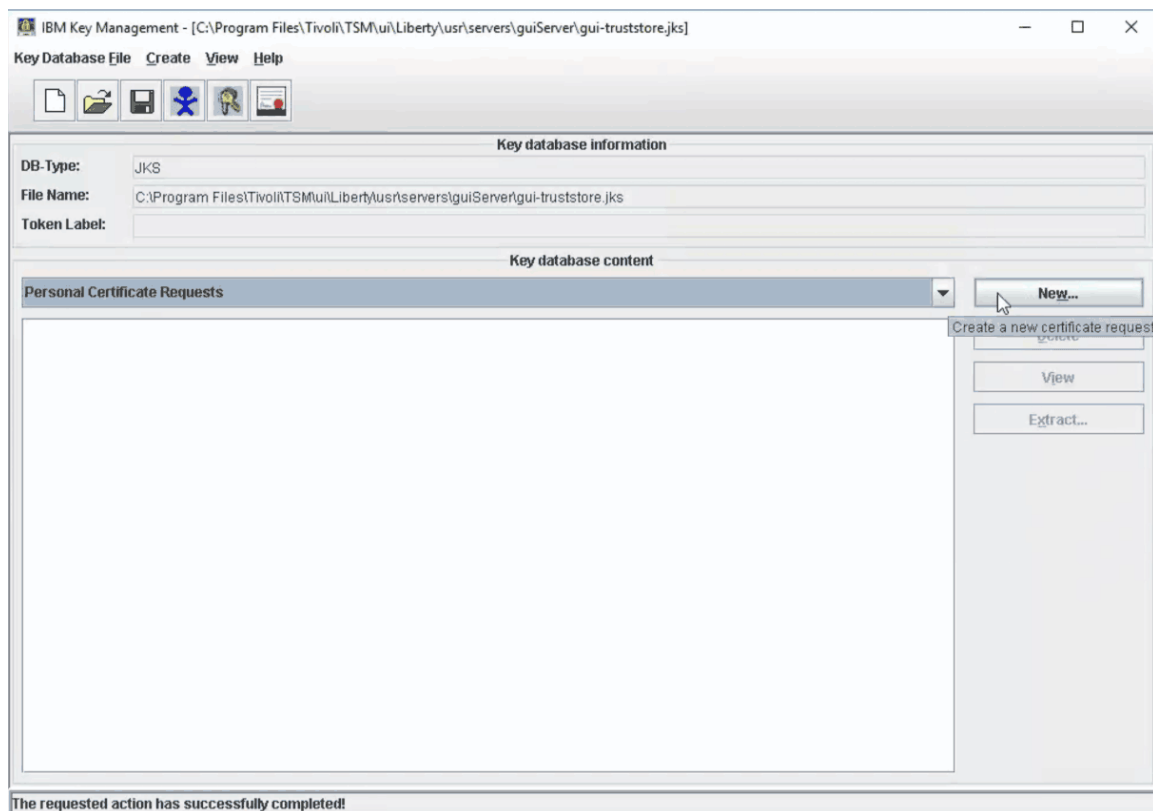 IBM Key Management - [C:\Program Files\Tivoli\TSM\ui\Liberty\usr\servers\guiServer\gui-truststore.jks]
Key Database File Create View Help
Key database information
DB-Type: JKS
File Name: C:\Program Files\Tivoli\TSM\ui\Liberty\usr\servers\guiServer\gui-truststore.jks
Token Label:
Key database content
Personal Certificate Requests
New...
Create a new certificate request
Delete
View
Extract...
The requested action has successfully completed!